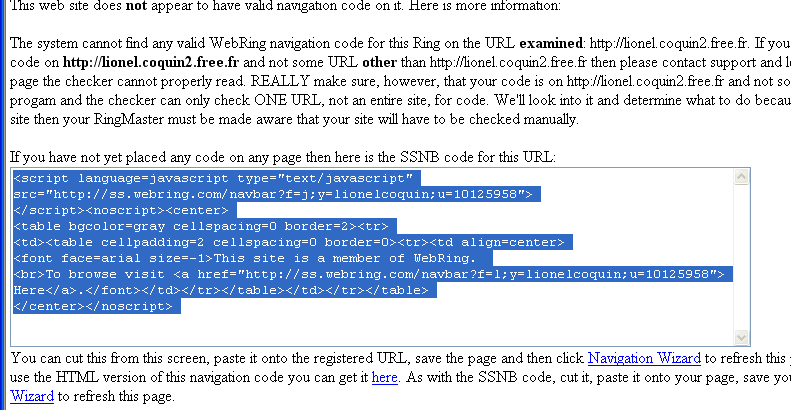 This web site does not appear to have valid navigation code on it. Here is more information:
The system cannot find any valid WebRing navigation code for this Ring on the URL examined: http://lionel.coquin2.free.fr. If you
code on http://lionel.coquin2.free.fr and not some URL other than http://lionel.coquin2.free.fr then please contact support and
page the checker cannot properly read. REALLY make sure, however, that your code is on http://lionel.coquin2.free.fr and not so
progam and the checker can only check ONE URL, not an entire site, for code. We'll look into it and determine what to do becau
site then your RingMaster must be made aware that your site will have to be checked manually.
If you have not yet placed any code on any page then here is the SSNB code for this URL:
<script language=javascript type="text/javascript"
src="http://ss.webring.com/navbar?f=j;y=lionelcoquin;u=10125958">
</script><noscript><center>
<table bgcolor=gray cellspacing=0 border=2><tr>
<td><table cellpadding=2 cellspacing=0 border=0><tr><td align=center>
<font face=arial size=-1>This site is a member of WebRing.
<br>To browse visit <a href="http://ss.webring.com/navbar?f=l;y=lionelcoquin;u=10125958">
Here</a>.</font></td></tr></table></td></tr></table>
</center></noscript>
You can cut this from this screen, paste it onto the registered URL, save the page and then click Navigation Wizard to refresh this
use the HTML version of this navigation code you can get it here. As with the SSNB code, cut it, paste it onto your page, save you
Wizard to refresh this page.